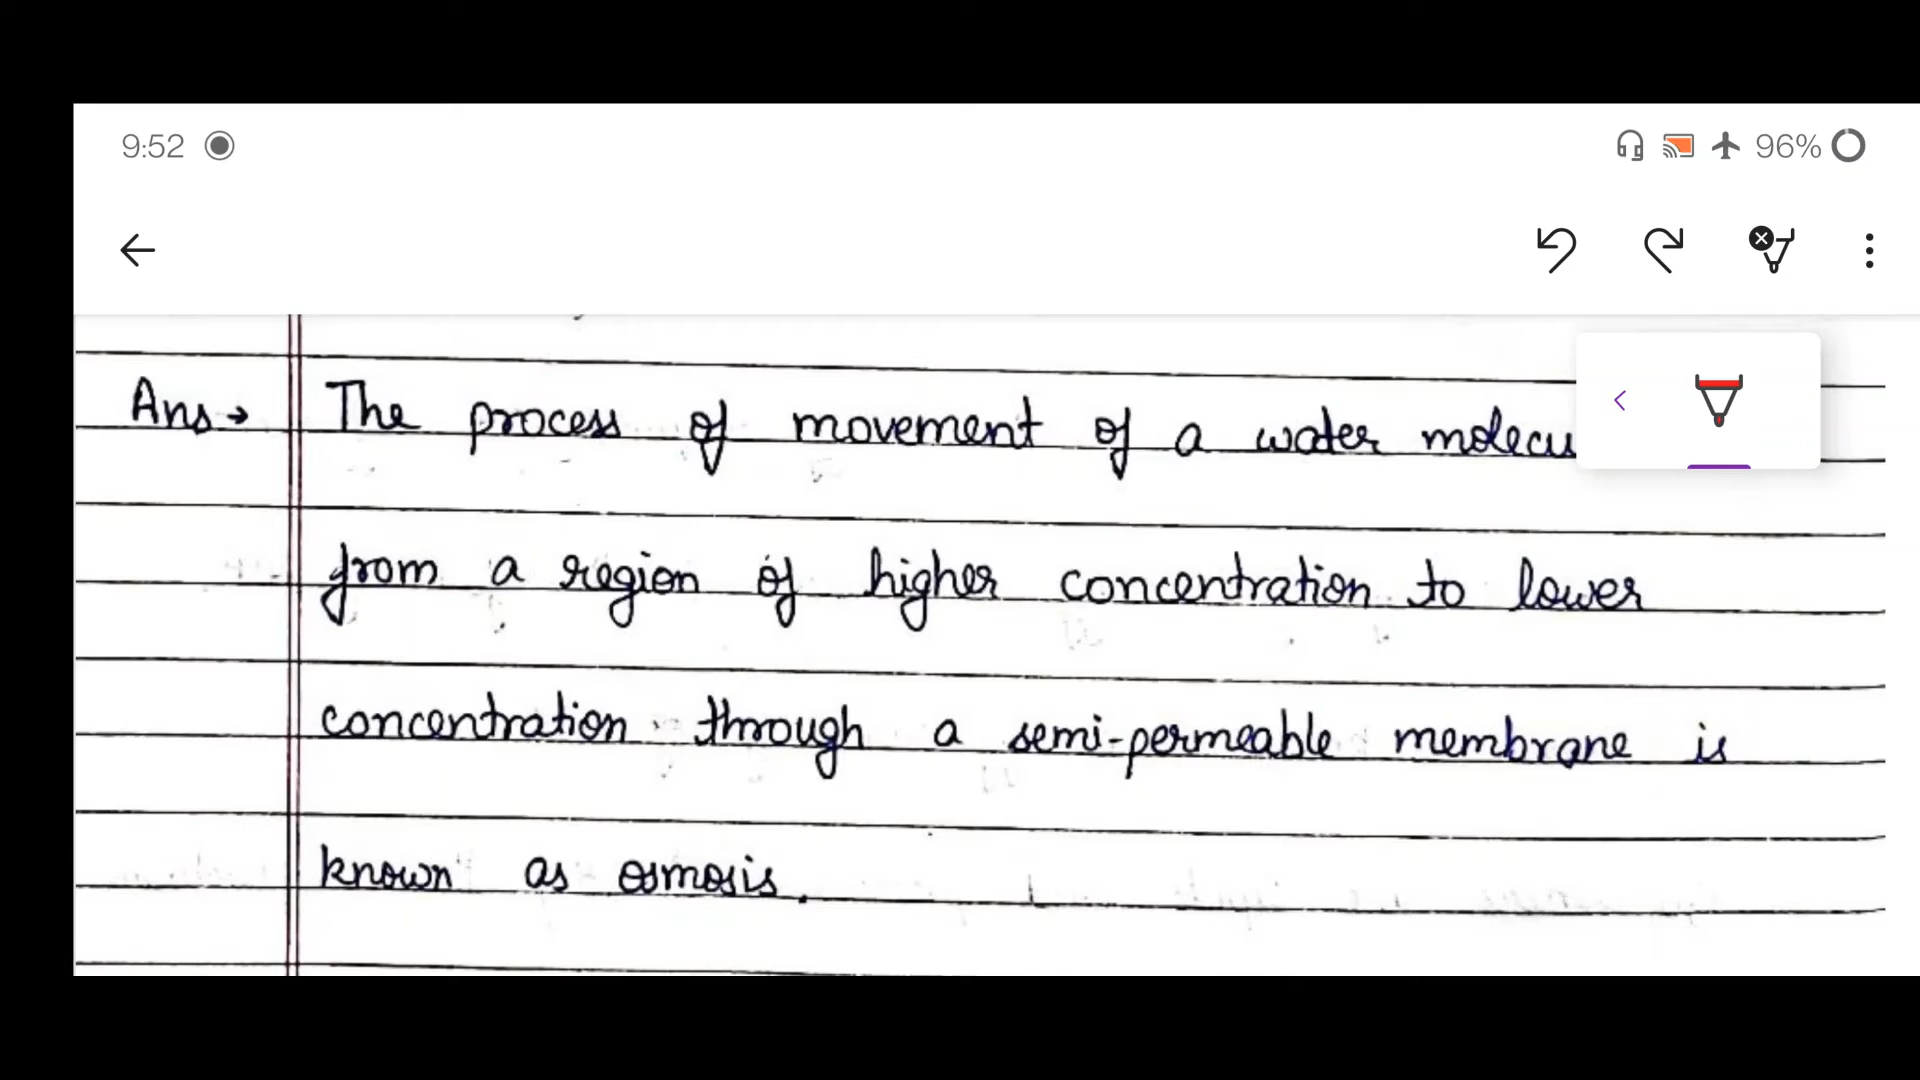 9:52 96%
Ans → The process of movement of a water molecu
from a region of higher concentration to lower
concentration through a semi-permeable membrane is
known as osmosis.